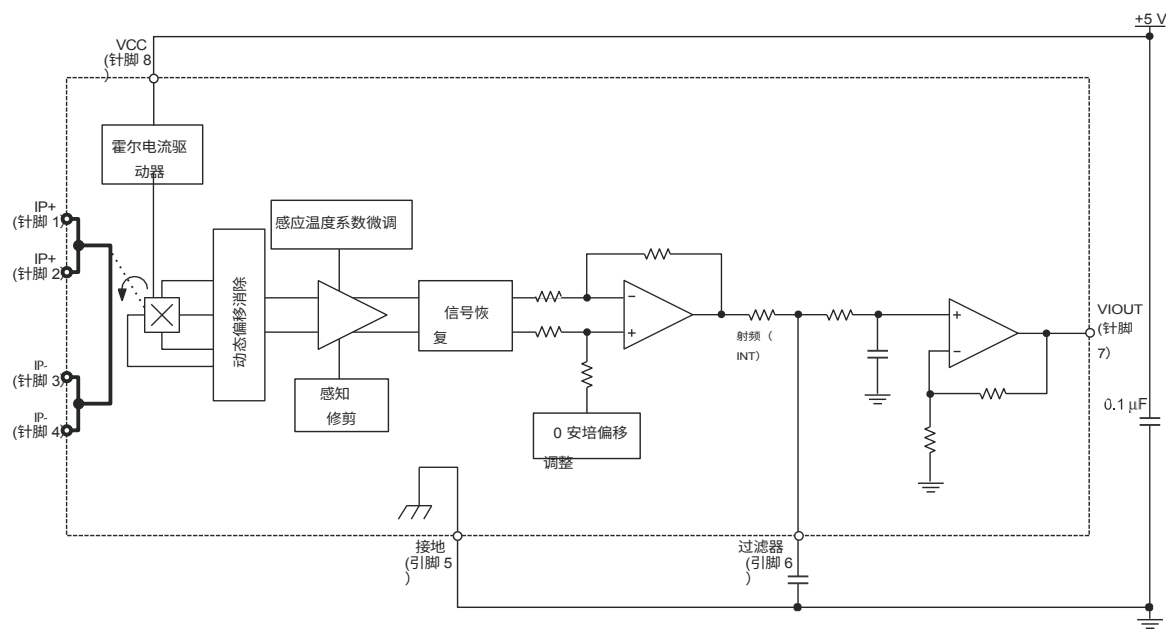 +5 V
VCC
(针脚 8
)
霍尔电流驱
动器
IP+
(针脚 1)
IP+
(针脚 2)
IP-
(针脚 3)
IP-
(针脚 4)
动态偏移消除
感应温度系数微调
感知
修剪
信号恢
复
0 安培偏移
调整
射频（
INT）
VIOUT
(针脚
7)
0.1 µF
接地
(引脚 5
)
过滤器
(引脚 6
)